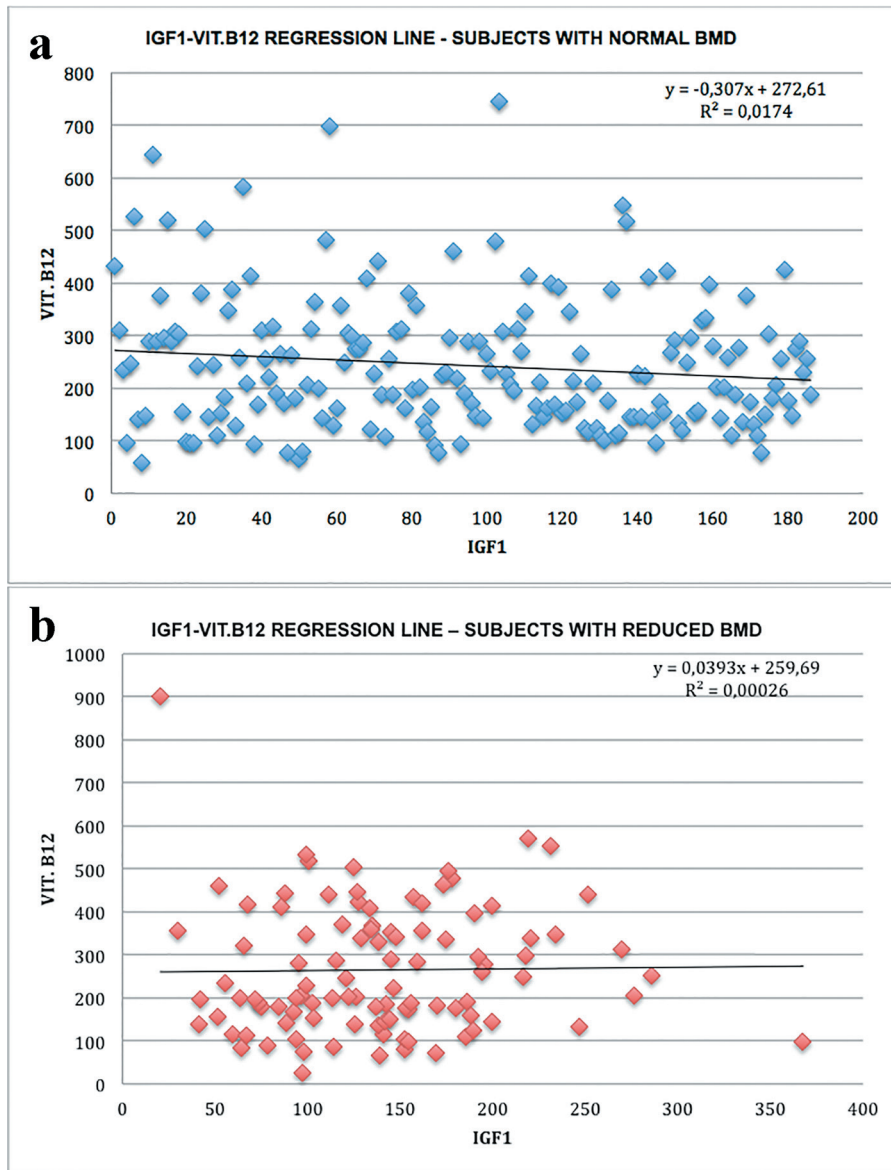 a
IGF1-VIT.B12 REGRESSION LINE - SUBJECTS WITH NORMAL BMD
y = -0,307x + 272,61
R² = 0,0174
800
700
600
500
400
300
200
100
0
VIT. B12
0 20 40 60 80 100 120 140 160 180 200
IGF1
b
IGF1-VIT.B12 REGRESSION LINE – SUBJECTS WITH REDUCED BMD
y = 0,0393x + 259,69
R² = 0,00026
1000
900
800
700
600
500
400
300
200
100
0
VIT. B12
0 50 100 150 200 250 300 350 400
IGF1